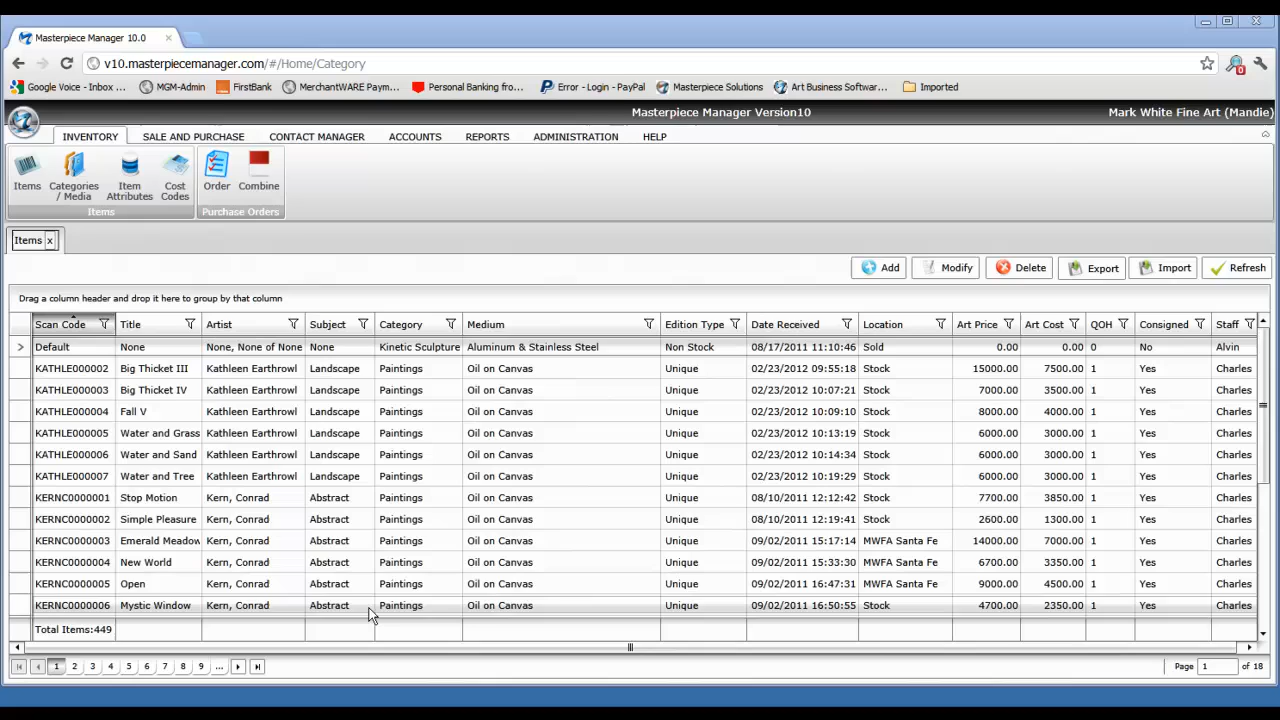 Masterpiece Manager 10.0 x
v10.masterpiecemanager.com/#/Home/Category
Google Voice - Inbox ... MGM-Admin FirstBank MerchantWARE Paym... Personal Banking fro... Error - Login - PayPal Masterpiece Solutions Art Business Softwar... Imported
Masterpiece Manager Version10 Mark White Fine Art (Mandie)
INVENTORY SALE AND PURCHASE CONTACT MANAGER ACCOUNTS REPORTS ADMINISTRATION HELP
Items Categories / Media Item Attributes Cost Codes Order Combine
Items Purchase Orders
Items x
Add Modify Delete Export Import Refresh
Drag a column header and drop it here to group by that column
Scan Code Title Artist Subject Category Medium Edition Type Date Received Location Art Price Art Cost QOH Consigned Staff
Default None None, None of None None Kinetic Sculpture Aluminum & Stainless Steel Non Stock 08/17/2011 11:10:46 Sold 0.00 0.00 0 No Alvin
KATHLE000002 Big Thicket III Kathleen Earthrowl Landscape Paintings Oil on Canvas Unique 02/23/2012 09:55:18 Stock 15000.00 7500.00 1 Yes Charles
KATHLE000003 Big Thicket IV Kathleen Earthrowl Landscape Paintings Oil on Canvas Unique 02/23/2012 10:07:21 Stock 7000.00 3500.00 1 Yes Charles
KATHLE000004 Fall V Kathleen Earthrowl Landscape Paintings Oil on Canvas Unique 02/23/2012 10:09:10 Stock 8000.00 4000.00 1 Yes Charles
KATHLE000005 Water and Grass Kathleen Earthrowl Landscape Paintings Oil on Canvas Unique 02/23/2012 10:13:19 Stock 6000.00 3000.00 1 Yes Charles
KATHLE000006 Water and Sand Kathleen Earthrowl Landscape Paintings Oil on Canvas Unique 02/23/2012 10:14:34 Stock 6000.00 3000.00 1 Yes Charles
KATHLE000007 Water and Tree Kathleen Earthrowl Landscape Paintings Oil on Canvas Unique 02/23/2012 10:19:29 Stock 6000.00 3000.00 1 Yes Charles
KERNC0000001 Stop Motion Kern, Conrad Abstract Paintings Oil on Canvas Unique 08/10/2011 12:12:42 Stock 7700.00 3850.00 1 Yes Charles
KERNC0000002 Simple Pleasure Kern, Conrad Abstract Paintings Oil on Canvas Unique 08/10/2011 12:19:41 Stock 2600.00 1300.00 1 Yes Charles
KERNC0000003 Emerald Meadow Kern, Conrad Abstract Paintings Oil on Canvas Unique 09/02/2011 15:17:14 MWFA Santa Fe 14000.00 7000.00 1 Yes Charles
KERNC0000004 New World Kern, Conrad Abstract Paintings Oil on Canvas Unique 09/02/2011 15:33:30 MWFA Santa Fe 6700.00 3350.00 1 Yes Charles
KERNC0000005 Open Kern, Conrad Abstract Paintings Oil on Canvas Unique 09/02/2011 16:47:31 MWFA Santa Fe 9000.00 4500.00 1 Yes Charles
KERNC0000006 Mystic Window Kern, Conrad Abstract Paintings Oil on Canvas Unique 09/02/2011 16:50:55 Stock 4700.00 2350.00 1 Yes Charles
Total Items:449
1 2 3 4 5 6 7 8 9 ... Page 1 of 18